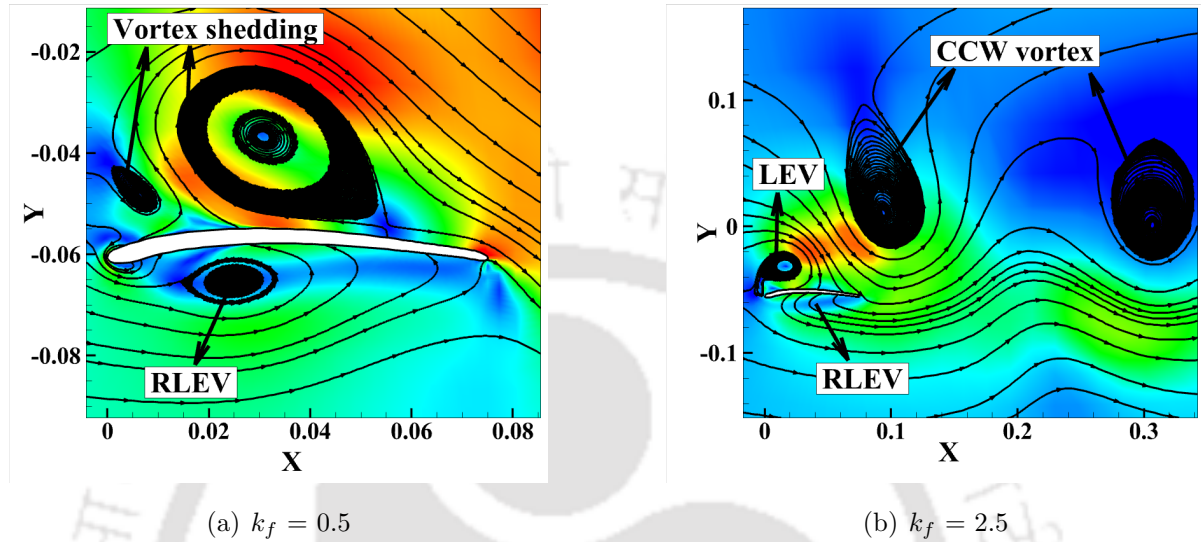 Vortex shedding
-0.02
-0.04
Y
-0.06
-0.08
RLEV
0
0.02
0.04
0.06
0.08
X
CCW vortex
0.1
LEV
Y
0
-0.1
RLEV
0
0.1
0.2
0.3
X
(a) k_f = 0.5
(b) k_f = 2.5